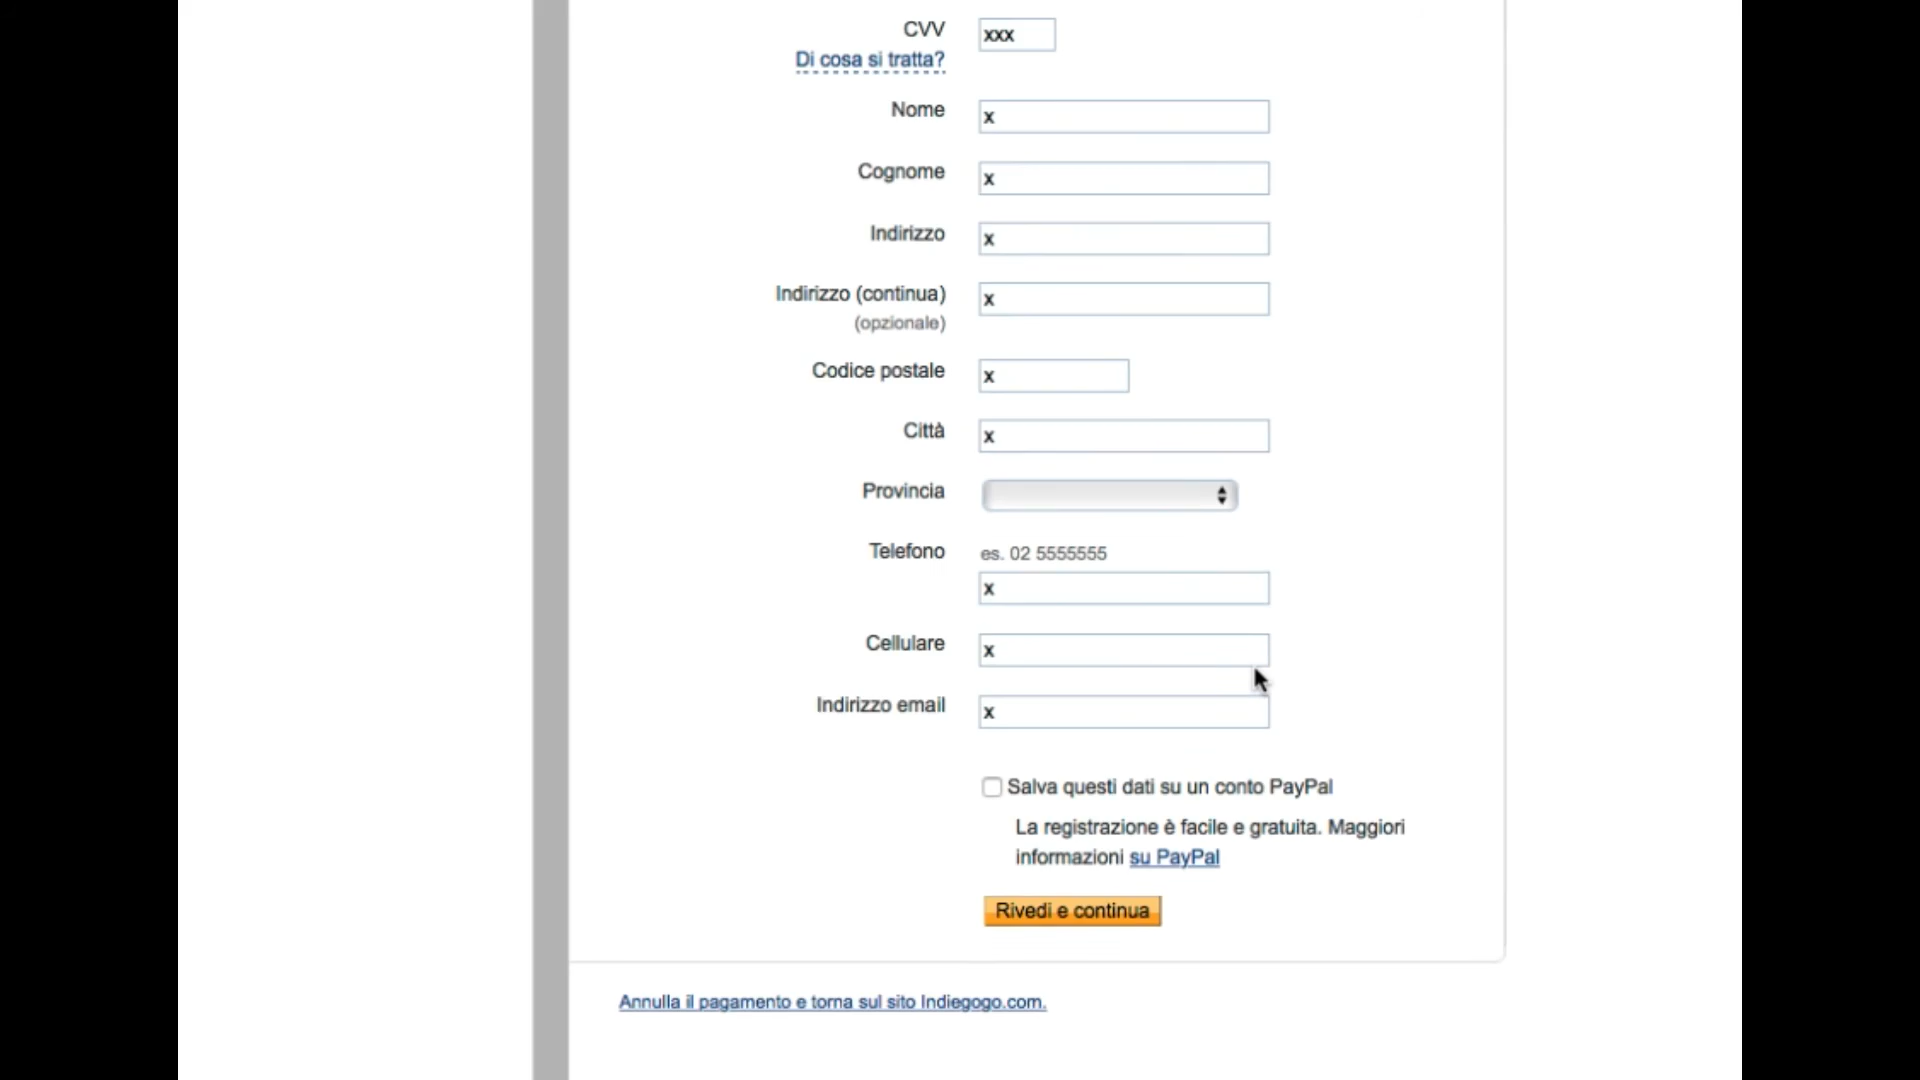 CVV
xxx
Di cosa si tratta?
Nome
x
Cognome
x
Indirizzo
x
Indirizzo (continua)
x
(opzionale)
Codice postale
x
Città
x
Provincia
Telefono
es. 02 5555555
x
Cellulare
x
Indirizzo email
x
Salva questi dati su un conto PayPal
La registrazione è facile e gratuita. Maggiori
informazioni su PayPal
Rivedi e continua
Annulla il pagamento e torna sul sito Indiegogo.com.